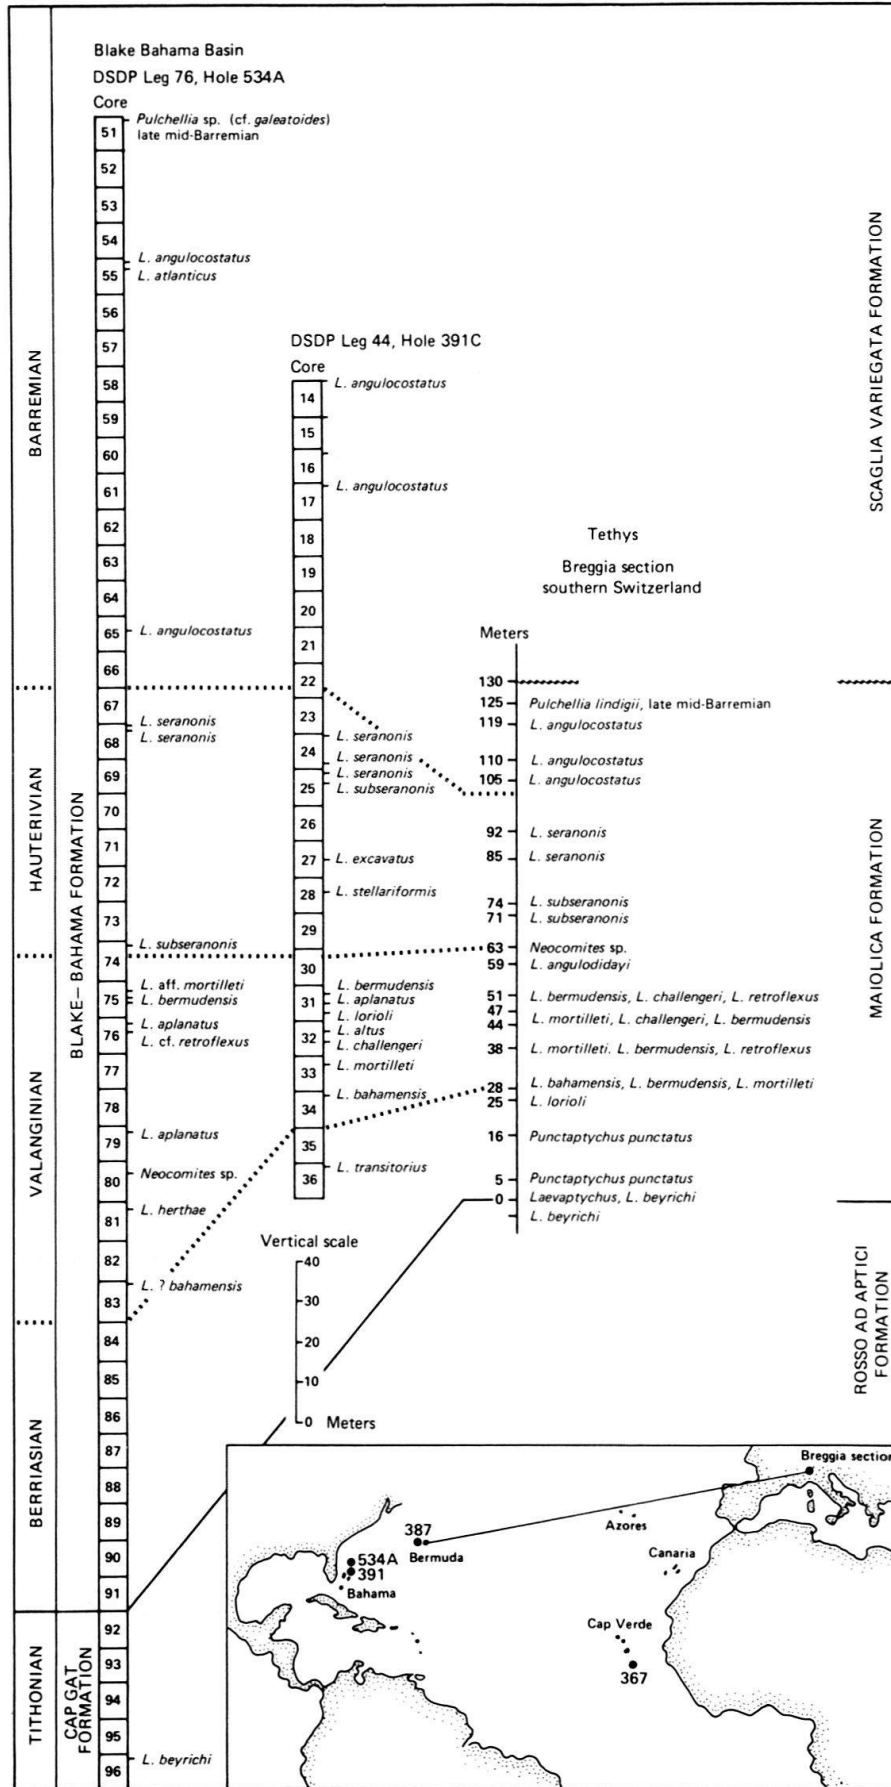 Blake Bahama Basin
DSDP Leg 76, Hole 534A
Core
51
Pulchellia sp. (cf. galeatoides)
late mid-Barremian
52
53
54
L. angulocostatus
55
L. atlanticus
56
57
58
59
60
61
62
63
64
65
L. angulocostatus
66
67
L. seranonis
68
L. seranonis
69
70
71
72
73
L. subseranonis
74
L. aff. mortilleti
75
L. bermudensis
L. aplanatus
76
L. cf. retroflexus
77
78
79
L. aplanatus
80
Neocomites sp.
81
L. herthae
82
L. ? bahamensis
83
84
85
86
87
88
89
90
91
92
93
94
95
96
L. beyrichi
BARREMIAN
HAUTERIVIAN
VALANGINIAN
BERRIASIAN
TITHONIAN
BLAKE–BAHAMA FORMATION
CAP GAT
FORMATION
DSDP Leg 44, Hole 391C
Core
14
L. angulocostatus
15
16
L. angulocostatus
17
18
19
20
21
22
23
L. seranonis
24
L. seranonis
L. seranonis
25
L. subseranonis
26
27
L. excavatus
28
L. stellariformis
29
30
L. bermudensis
31
L. aplanatus
L. lorioli
L. altus
32
L. challengeri
33
L. mortilleti
L. bahamensis
34
35
36
L. transitorius
Vertical scale
40
30
20
10
0 Meters
Tethys
Breggia section
southern Switzerland
Meters
130
125 Pulchellia lindigii, late mid-Barremian
119 L. angulocostatus
110 L. angulocostatus
105 L. angulocostatus
92 L. seranonis
85 L. seranonis
74 L. subseranonis
71 L. subseranonis
63 Neocomites sp.
59 L. angulodidayi
51 L. bermudensis, L. challengeri, L. retroflexus
47
44 L. mortilleti, L. challengeri, L. bermudensis
38 L. mortilleti. L. bermudensis, L. retroflexus
28 L. bahamensis, L. bermudensis, L. mortilleti
25 L. lorioli
16 Punctaptychus punctatus
5 Punctaptychus punctatus
0 Laevaptychus, L. beyrichi
L. beyrichi
SCAGLIA VARIEGATA FORMATION
MAIOLICA FORMATION
ROSSO AD APTICI
FORMATION
Breggia section
387
Bermuda
Azores
534A
391
Bahama
Canaria
Cap Verde
367